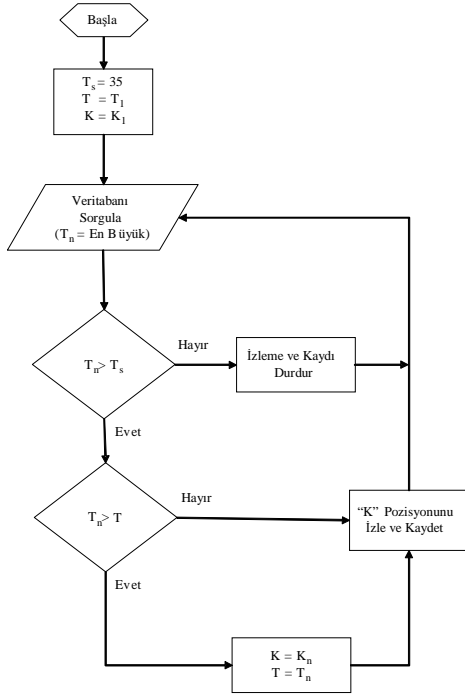 Başla
Ts = 35
T = T1
K = K1
Veritabanı
Sorgula
(Tn = En Büyük)
Hayır
Tn> Ts
İzleme ve Kaydı
Durdur
Evet
Hayır
Tn> T
“K” Pozisyonunu
İzle ve Kaydet
Evet
K = Kn
T = Tn